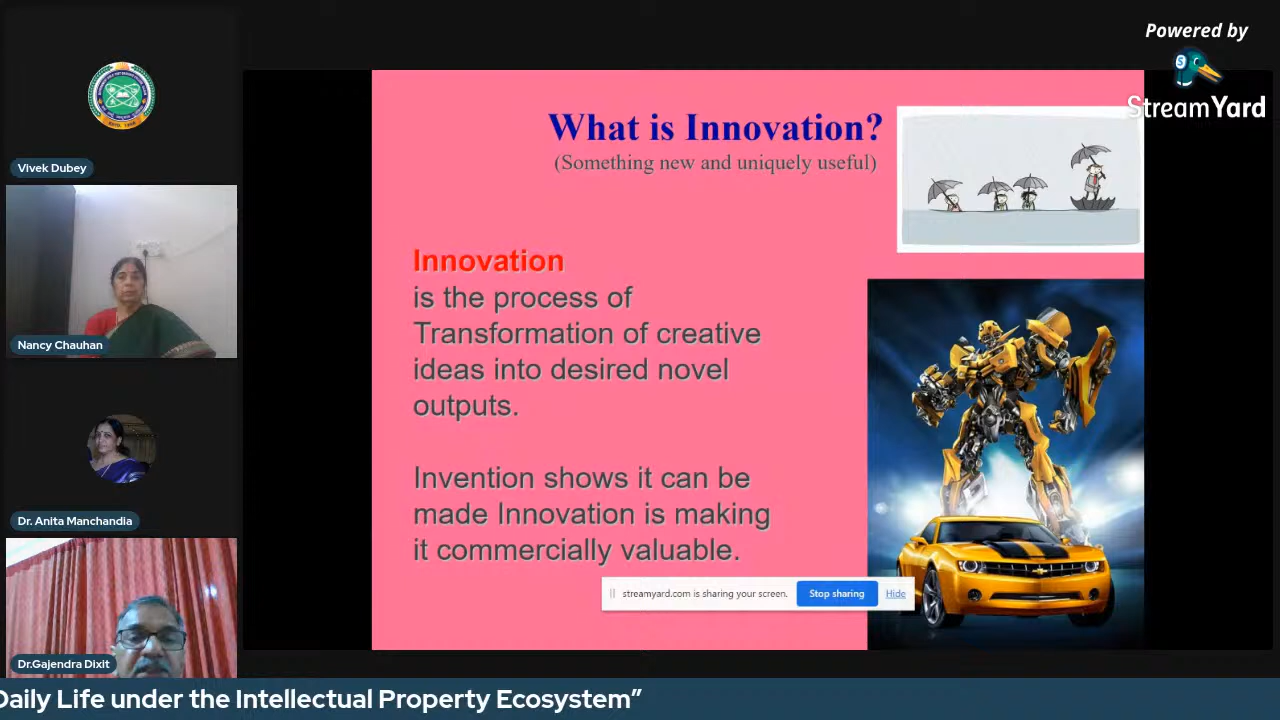 Powered by
StreamYard
Vivek Dubey
Nancy Chauhan
Dr. Anita Manchandia
Dr.Gajendra Dixit
What is Innovation?
(Something new and uniquely useful)
Innovation
is the process of
Transformation of creative
ideas into desired novel
outputs.
Invention shows it can be
made Innovation is making
it commercially valuable.
streamyard.com is sharing your screen.
Stop sharing
Hide
Daily Life under the Intellectual Property Ecosystem”